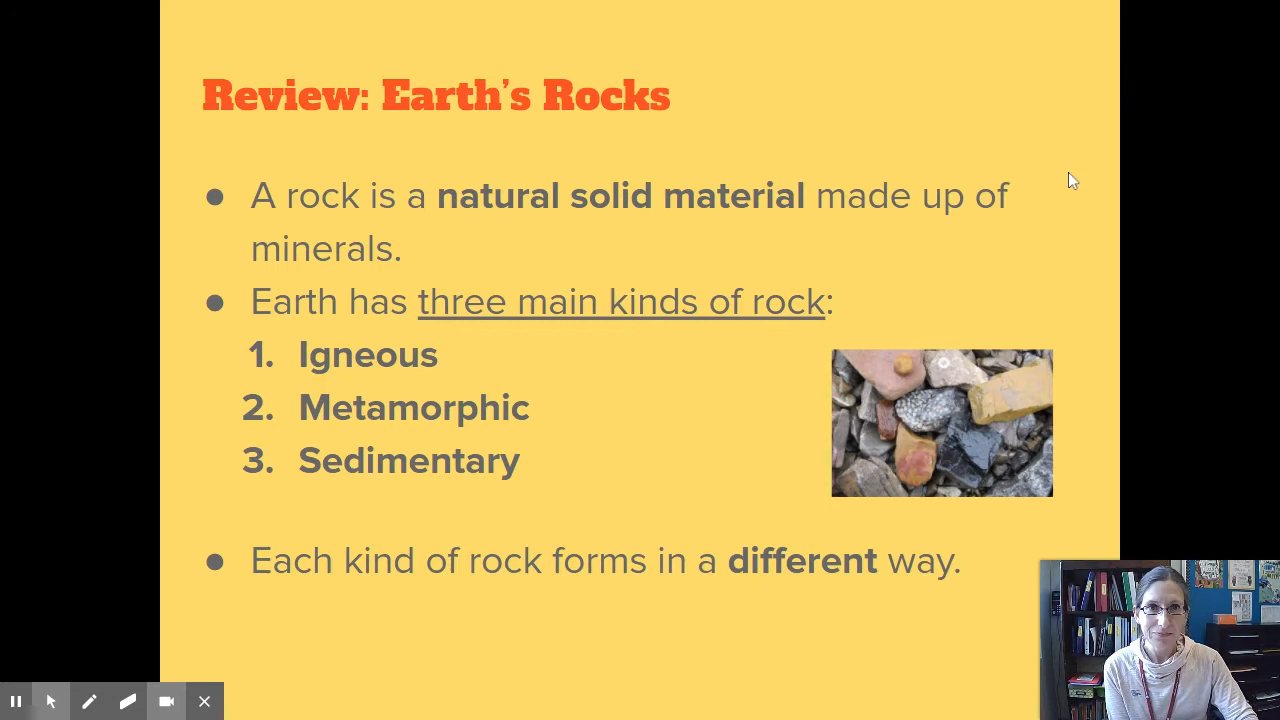 Review: Earth's Rocks
● A rock is a natural solid material made up of
minerals.
● Earth has three main kinds of rock:
1. Igneous
2. Metamorphic
3. Sedimentary
● Each kind of rock forms in a different way.